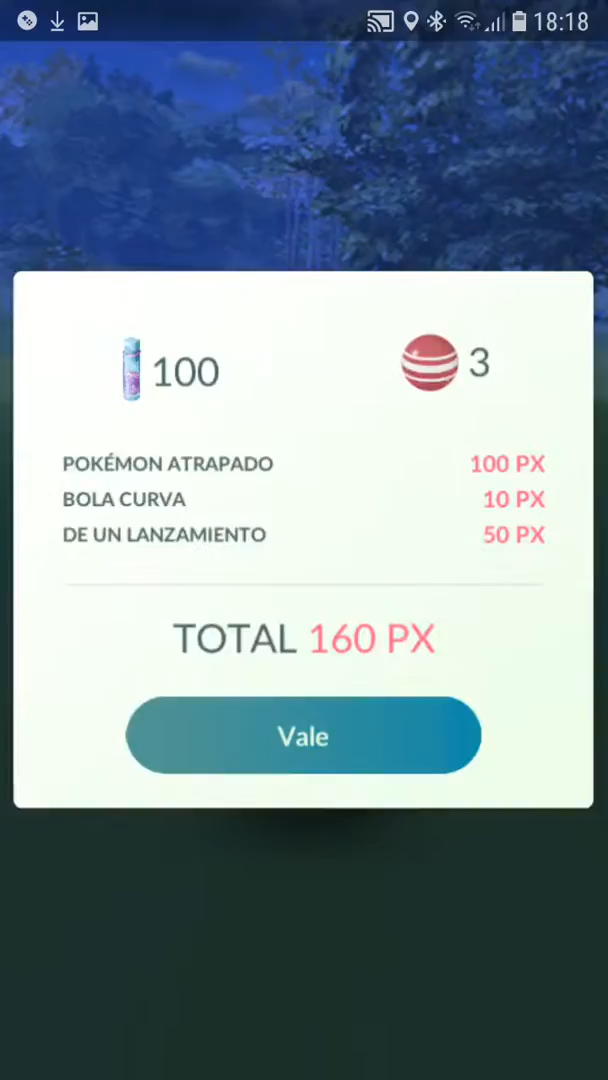 18:18
100
3
POKÉMON ATRAPADO 100 PX
BOLA CURVA 10 PX
DE UN LANZAMIENTO 50 PX
TOTAL 160 PX
Vale